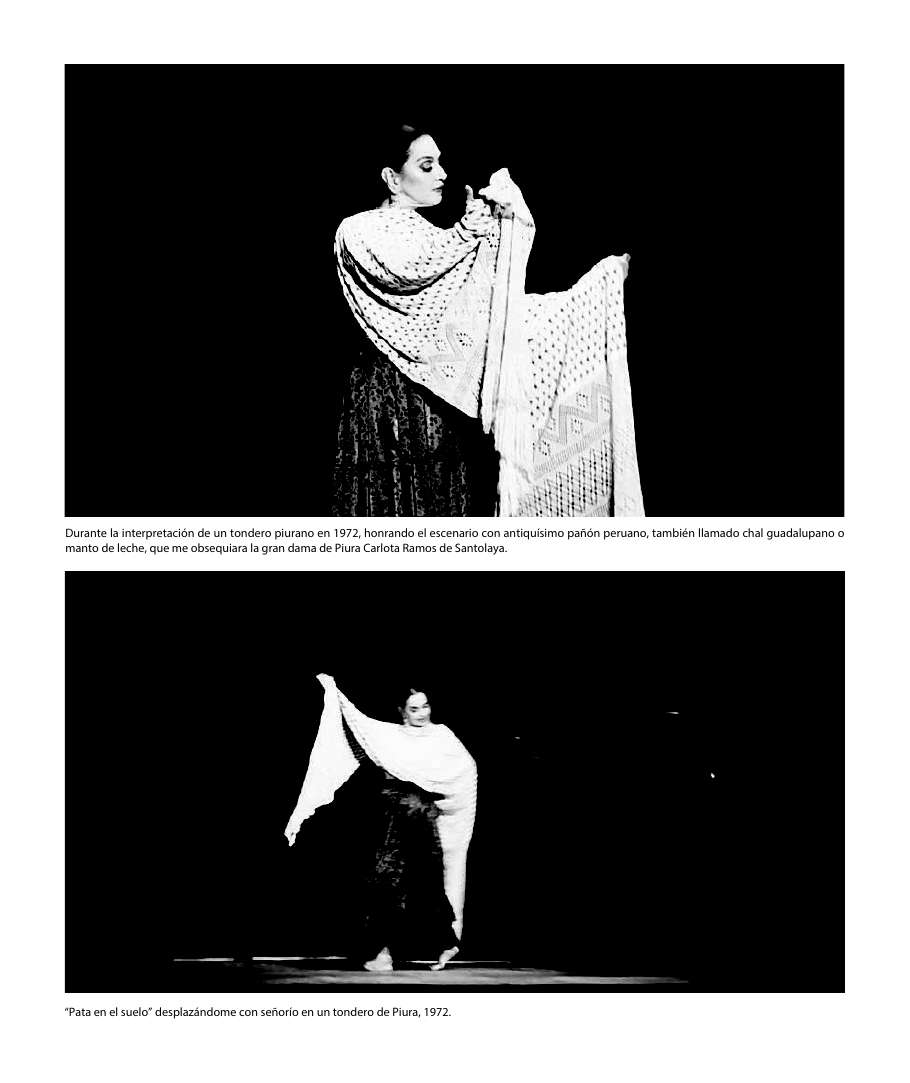 Durante la interpretación de un tondero piurano en 1972, honrando el escenario con antiquísimo pañón peruano, también llamado chal guadalupano o
manto de leche, que me obsequiara la gran dama de Piura Carlota Ramos de Santolaya.
“Pata en el suelo” desplazándome con señorío en un tondero de Piura, 1972.